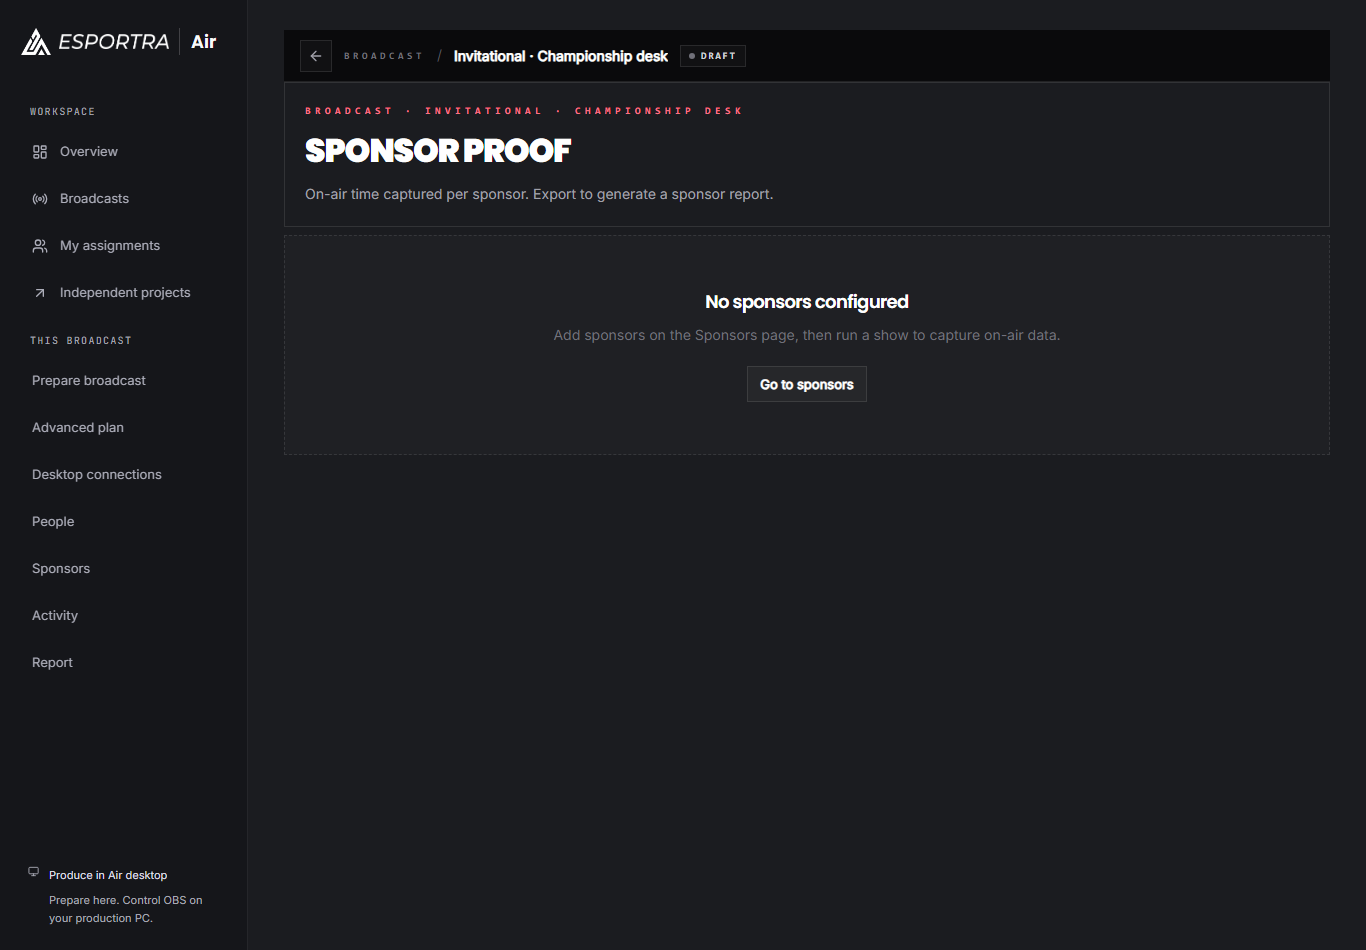 ESPORTRA Air
WORKSPACE
Overview
Broadcasts
My assignments
Independent projects
THIS BROADCAST
Prepare broadcast
Advanced plan
Desktop connections
People
Sponsors
Activity
Report
Produce in Air desktop
Prepare here. Control OBS on
your production PC.
BROADCAST / Invitational · Championship desk DRAFT
BROADCAST · INVITATIONAL · CHAMPIONSHIP DESK
SPONSOR PROOF
On-air time captured per sponsor. Export to generate a sponsor report.
No sponsors configured
Add sponsors on the Sponsors page, then run a show to capture on-air data.
Go to sponsors